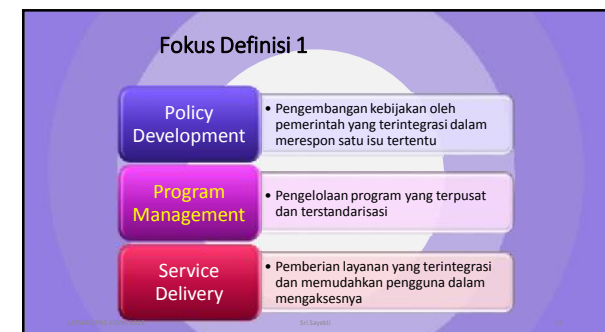 Fokus Definisi 1
Policy
Development
• Pengembangan kebijakan oleh
pemerintah yang terintegrasi dalam
merespon satu isu tertentu
Program
Management
• Pengelolaan program yang terpusat
dan terstandarisasi
Service
Delivery
• Pemberian layanan yang terintegrasi
dan memudahkan pengguna dalam
mengaksesnya
Sri Sayekti